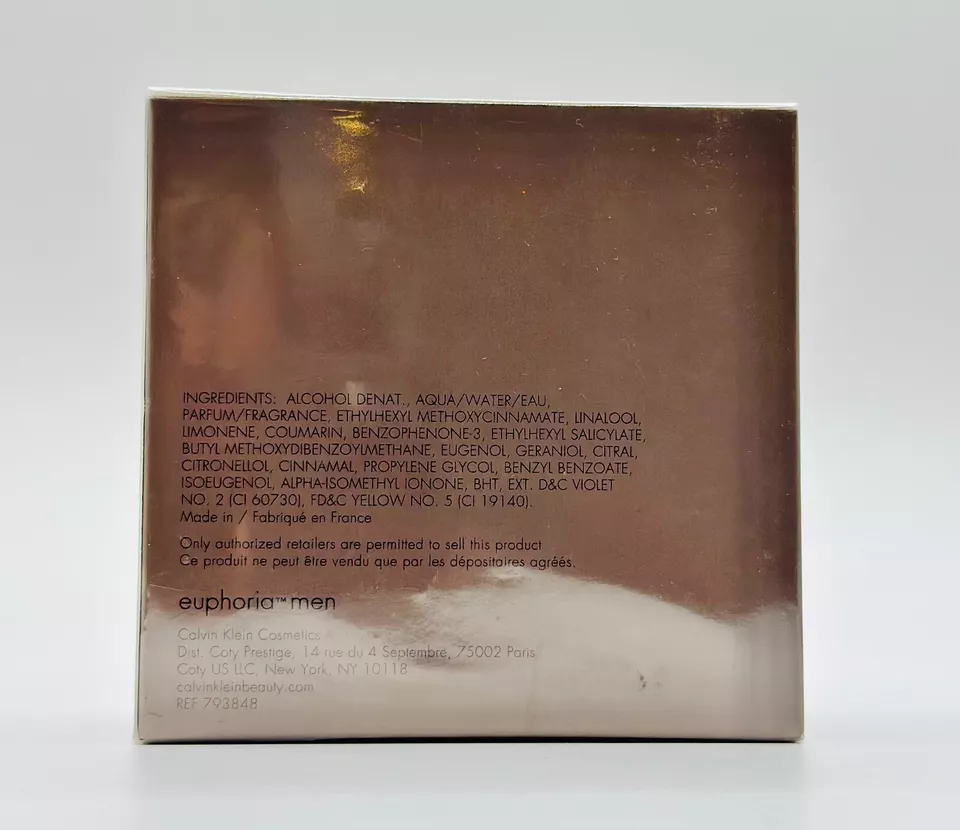 INGREDIENTS: ALCOHOL DENAT., AQUA/WATER/EAU,
PARFUM/FRAGRANCE, ETHYLHEXYL METHOXYCINNAMATE, LINALOOL,
LIMONENE, COUMARIN, BENZOPHENONE-3, ETHYLHEXYL SALICYLATE,
BUTYL METHOXYDIBENZOYLMETHANE, EUGENOL, GERANIOL, CITRAL,
CITRONELLOL, CINNAMAL, PROPYLENE GLYCOL, BENZYL BENZOATE,
ISOEUGENOL, ALPHA-ISOMETHYL IONONE, BHT, EXT. D&C VIOLET
NO. 2 (CI 60730), FD&C YELLOW NO. 5 (CI 19140).
Made in / Fabriqué en France
Only authorized retailers are permitted to sell this product
Ce produit ne peut être vendu que par les dépositaires agréés.
euphoria™ men
Calvin Klein Cosmetics
Dist. Coty Prestige, 14 rue du 4 Septembre, 75002 Paris
Coty US LLC, New York, NY 10118
calvinkleinbeauty.com
REF 793848